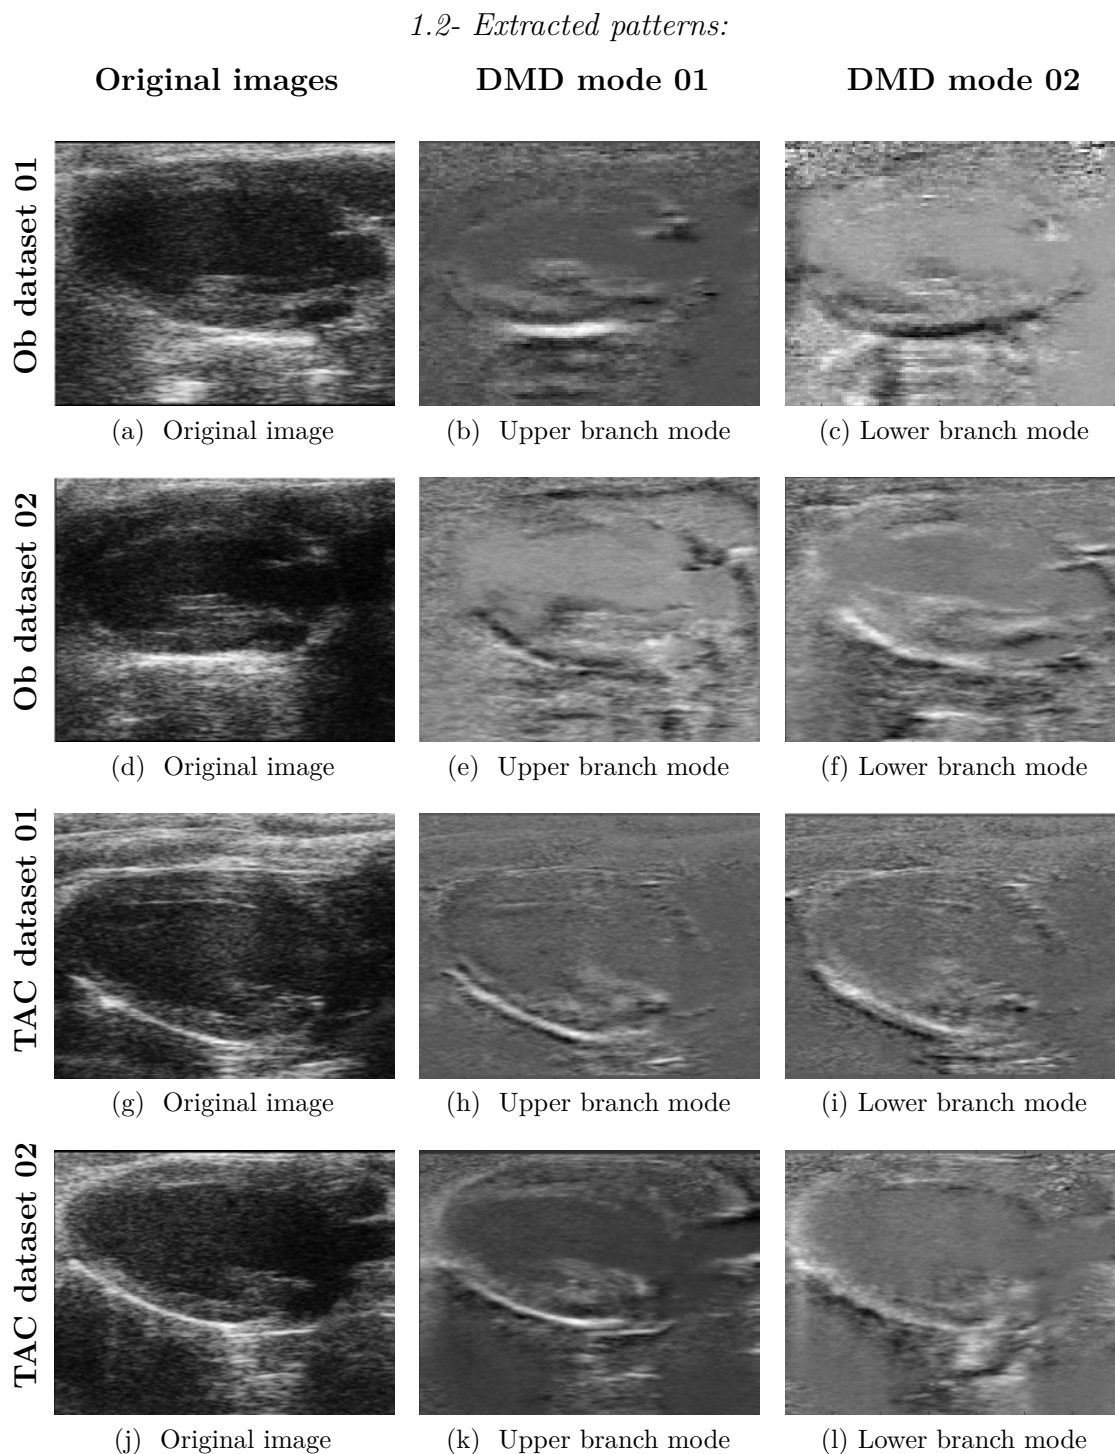 1.2- Extracted patterns:
Original images DMD mode 01 DMD mode 02
Ob dataset 01
(a) Original image (b) Upper branch mode (c) Lower branch mode
Ob dataset 02
(d) Original image (e) Upper branch mode (f) Lower branch mode
TAC dataset 01
(g) Original image (h) Upper branch mode (i) Lower branch mode
TAC dataset 02
(j) Original image (k) Upper branch mode (l) Lower branch mode